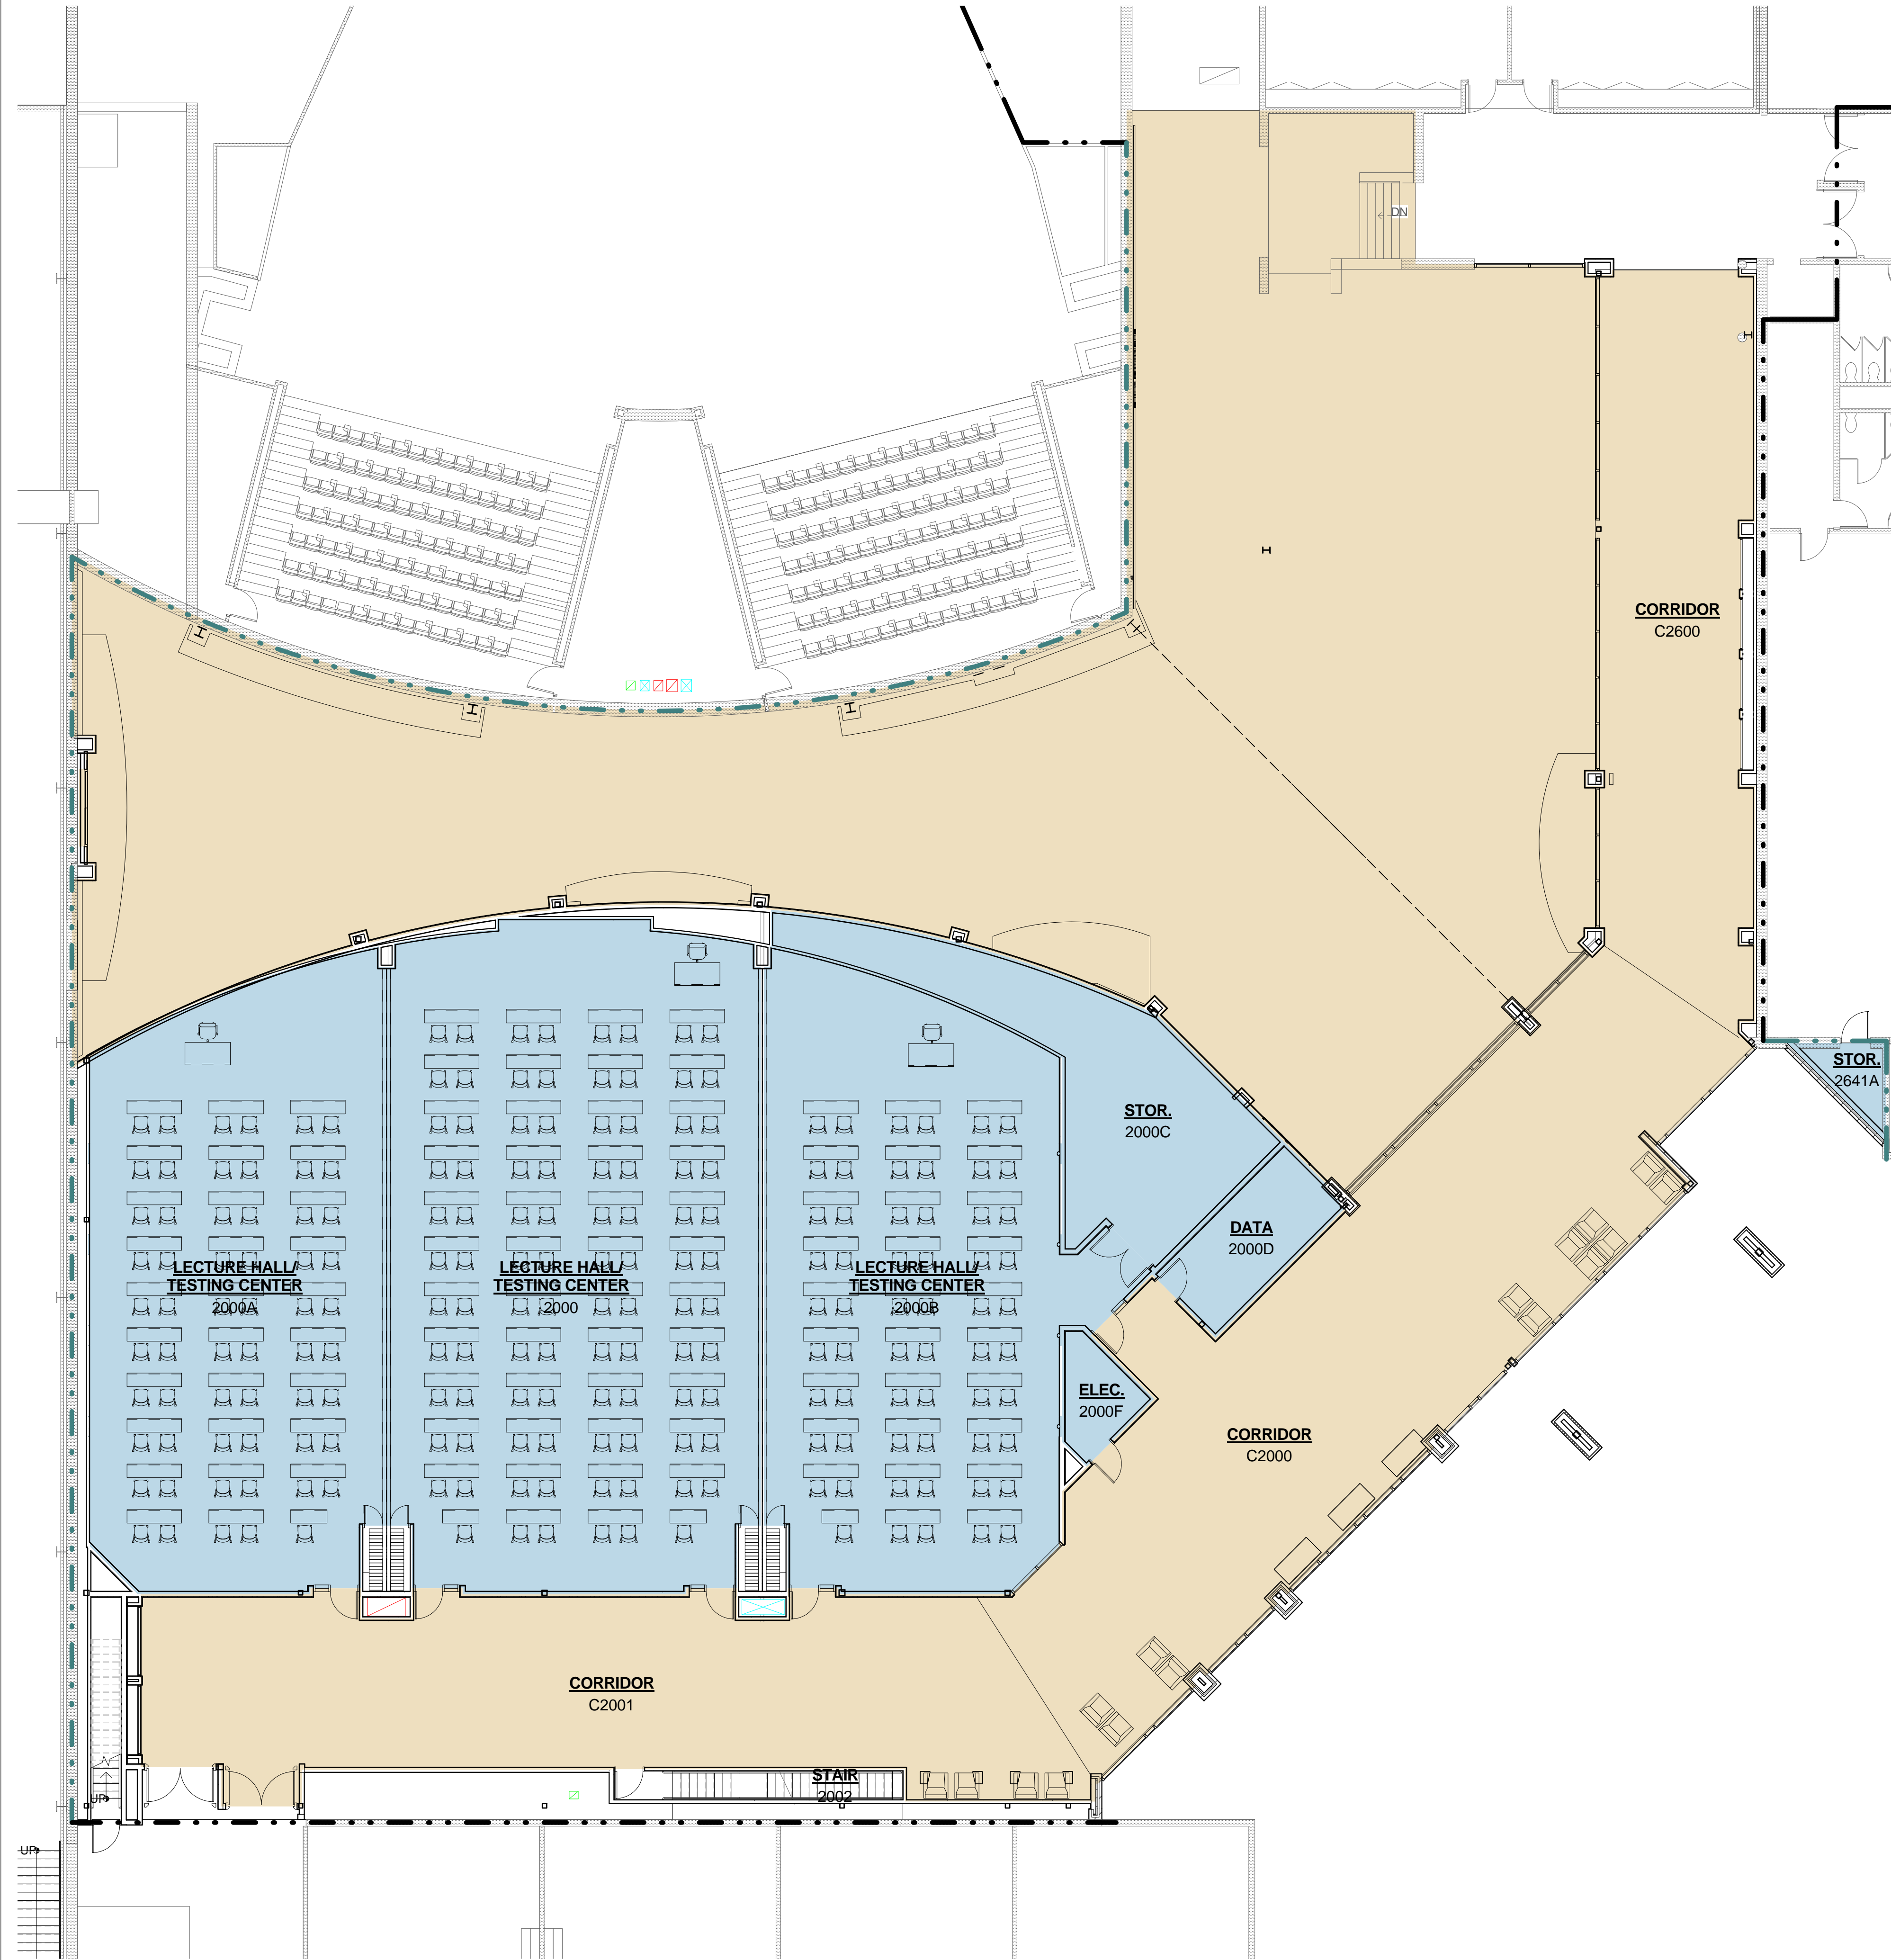 DN
CORRIDOR
C2600
STOR.
2641A
STOR.
2000C
DATA
2000D
LECTURE HALL/
TESTING CENTER
2000A
LECTURE HALL/
TESTING CENTER
2000
LECTURE HALL/
TESTING CENTER
2000B
ELEC.
2000F
CORRIDOR
C2000
CORRIDOR
C2001
STAIR
2002
UP
UP